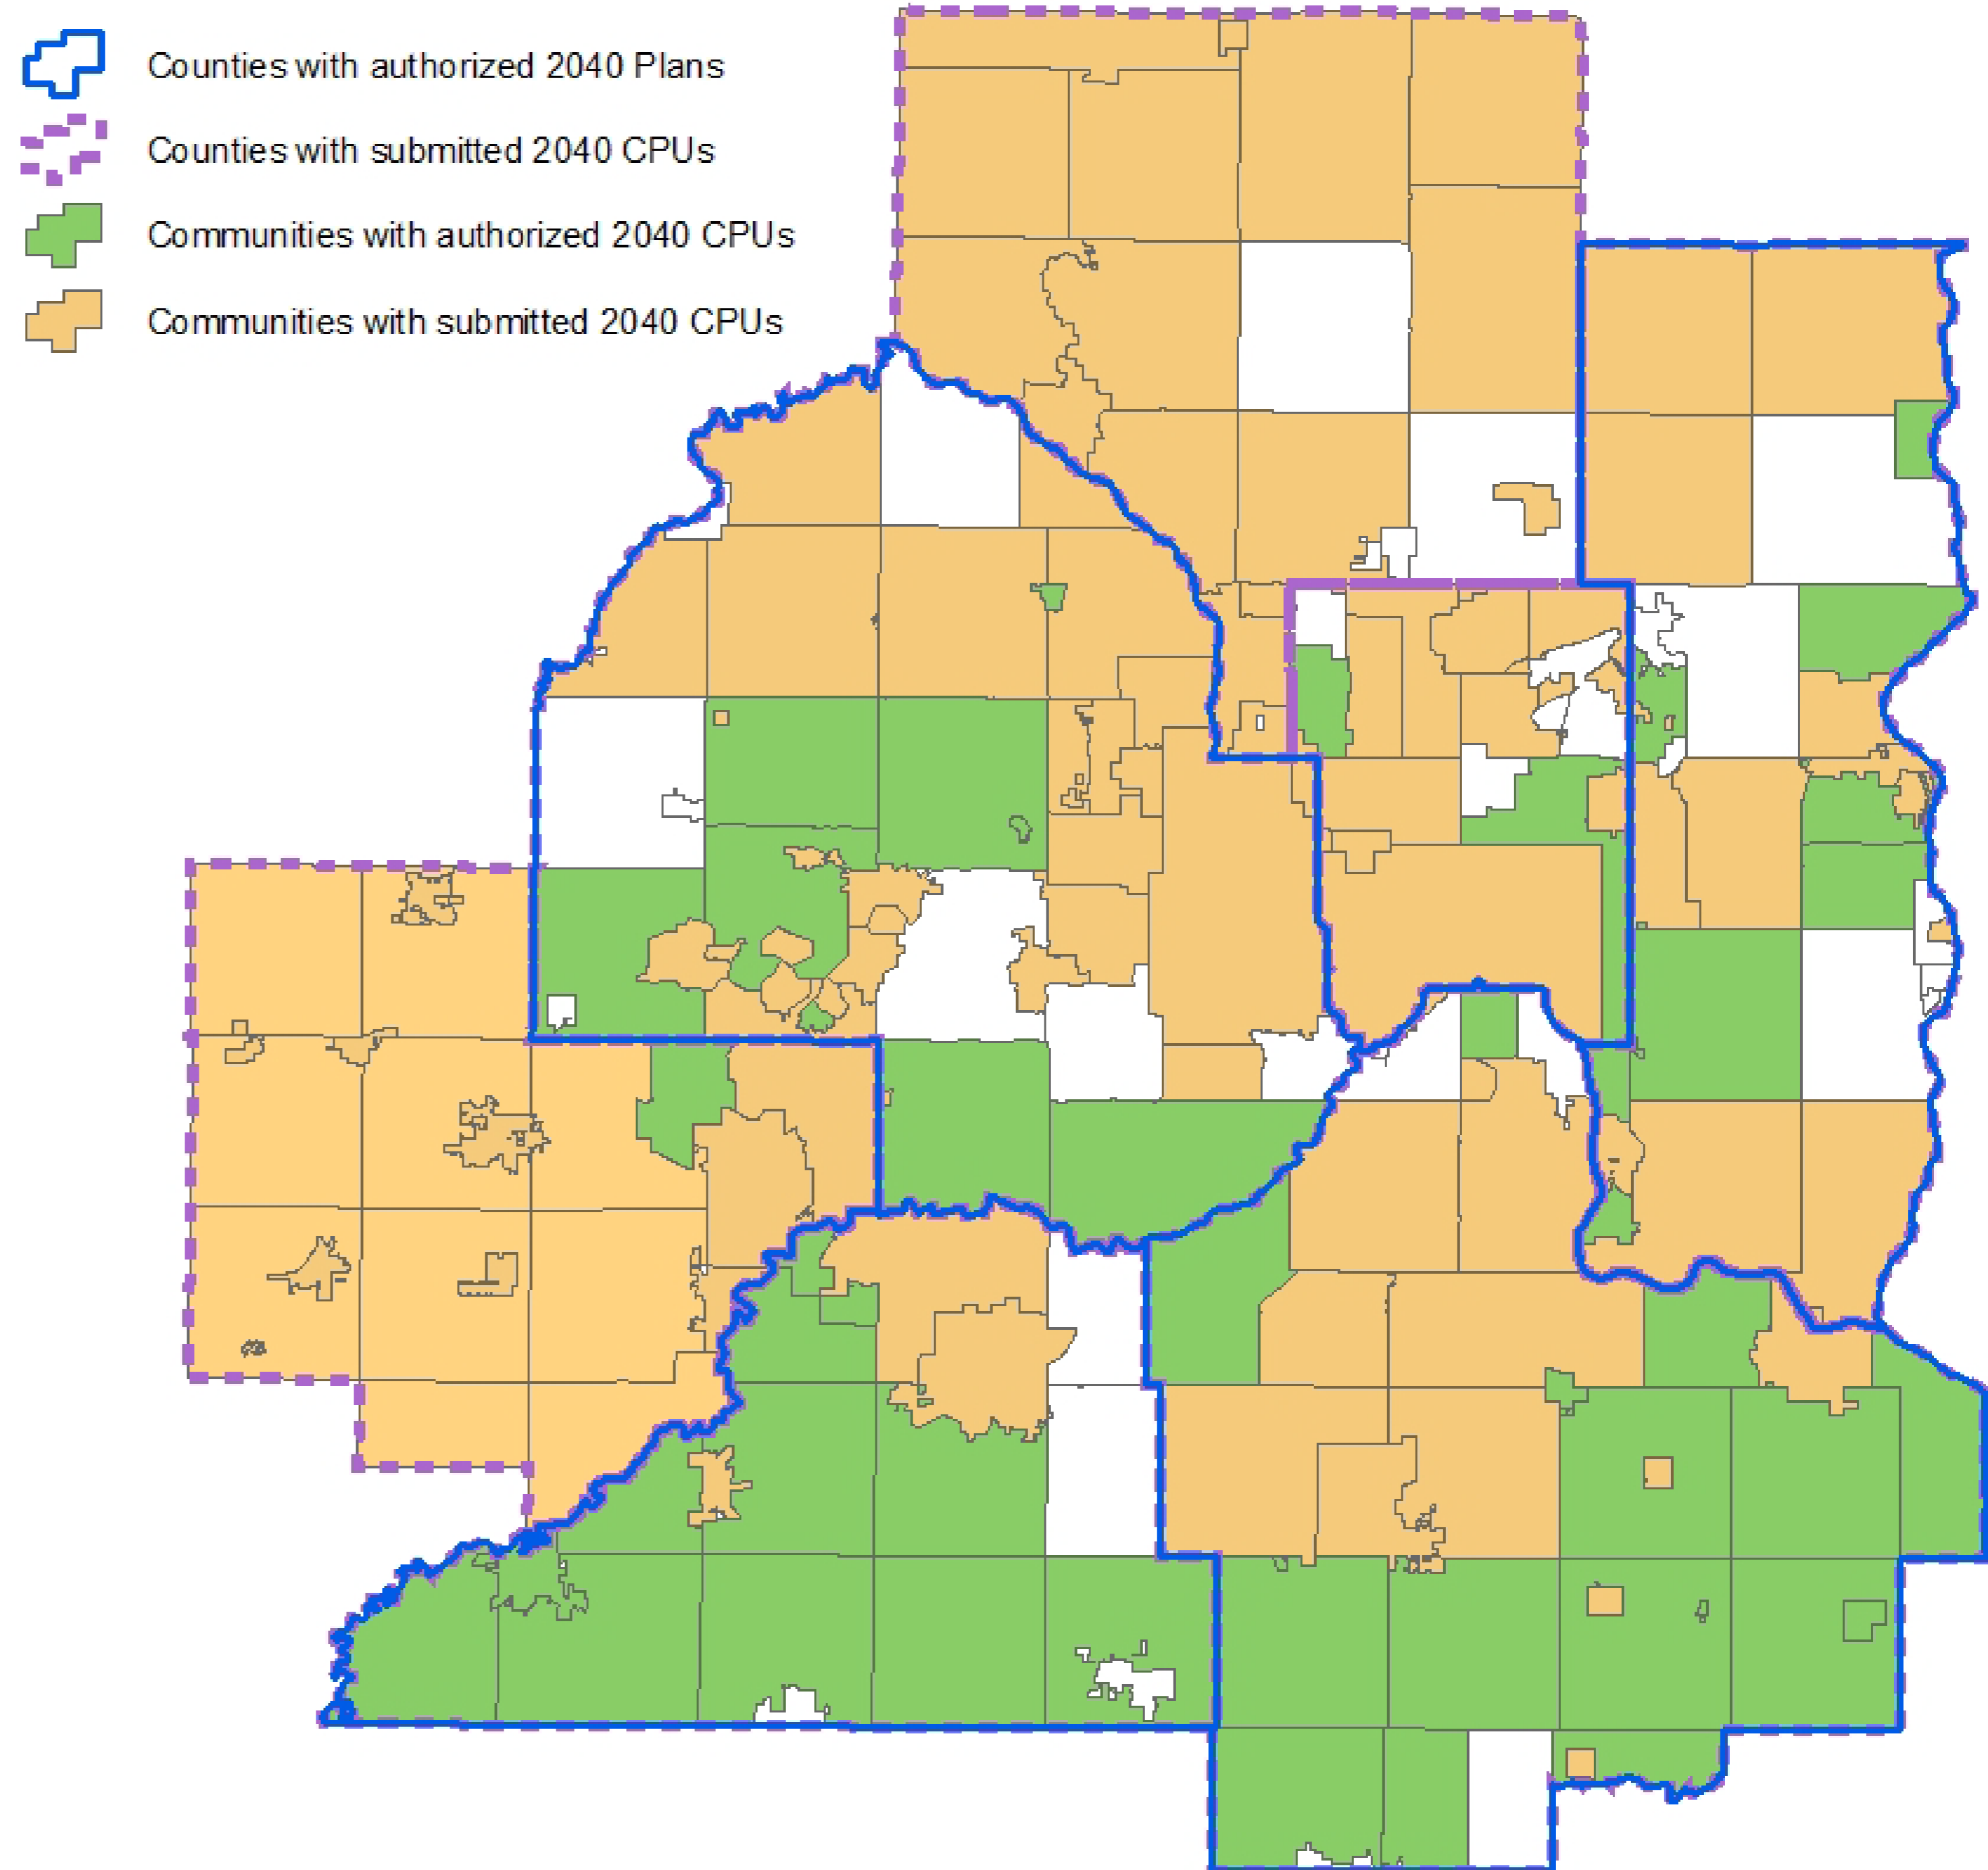 Counties with authorized 2040 Plans
Counties with submitted 2040 CPUs
Communities with authorized 2040 CPUs
Communities with submitted 2040 CPUs